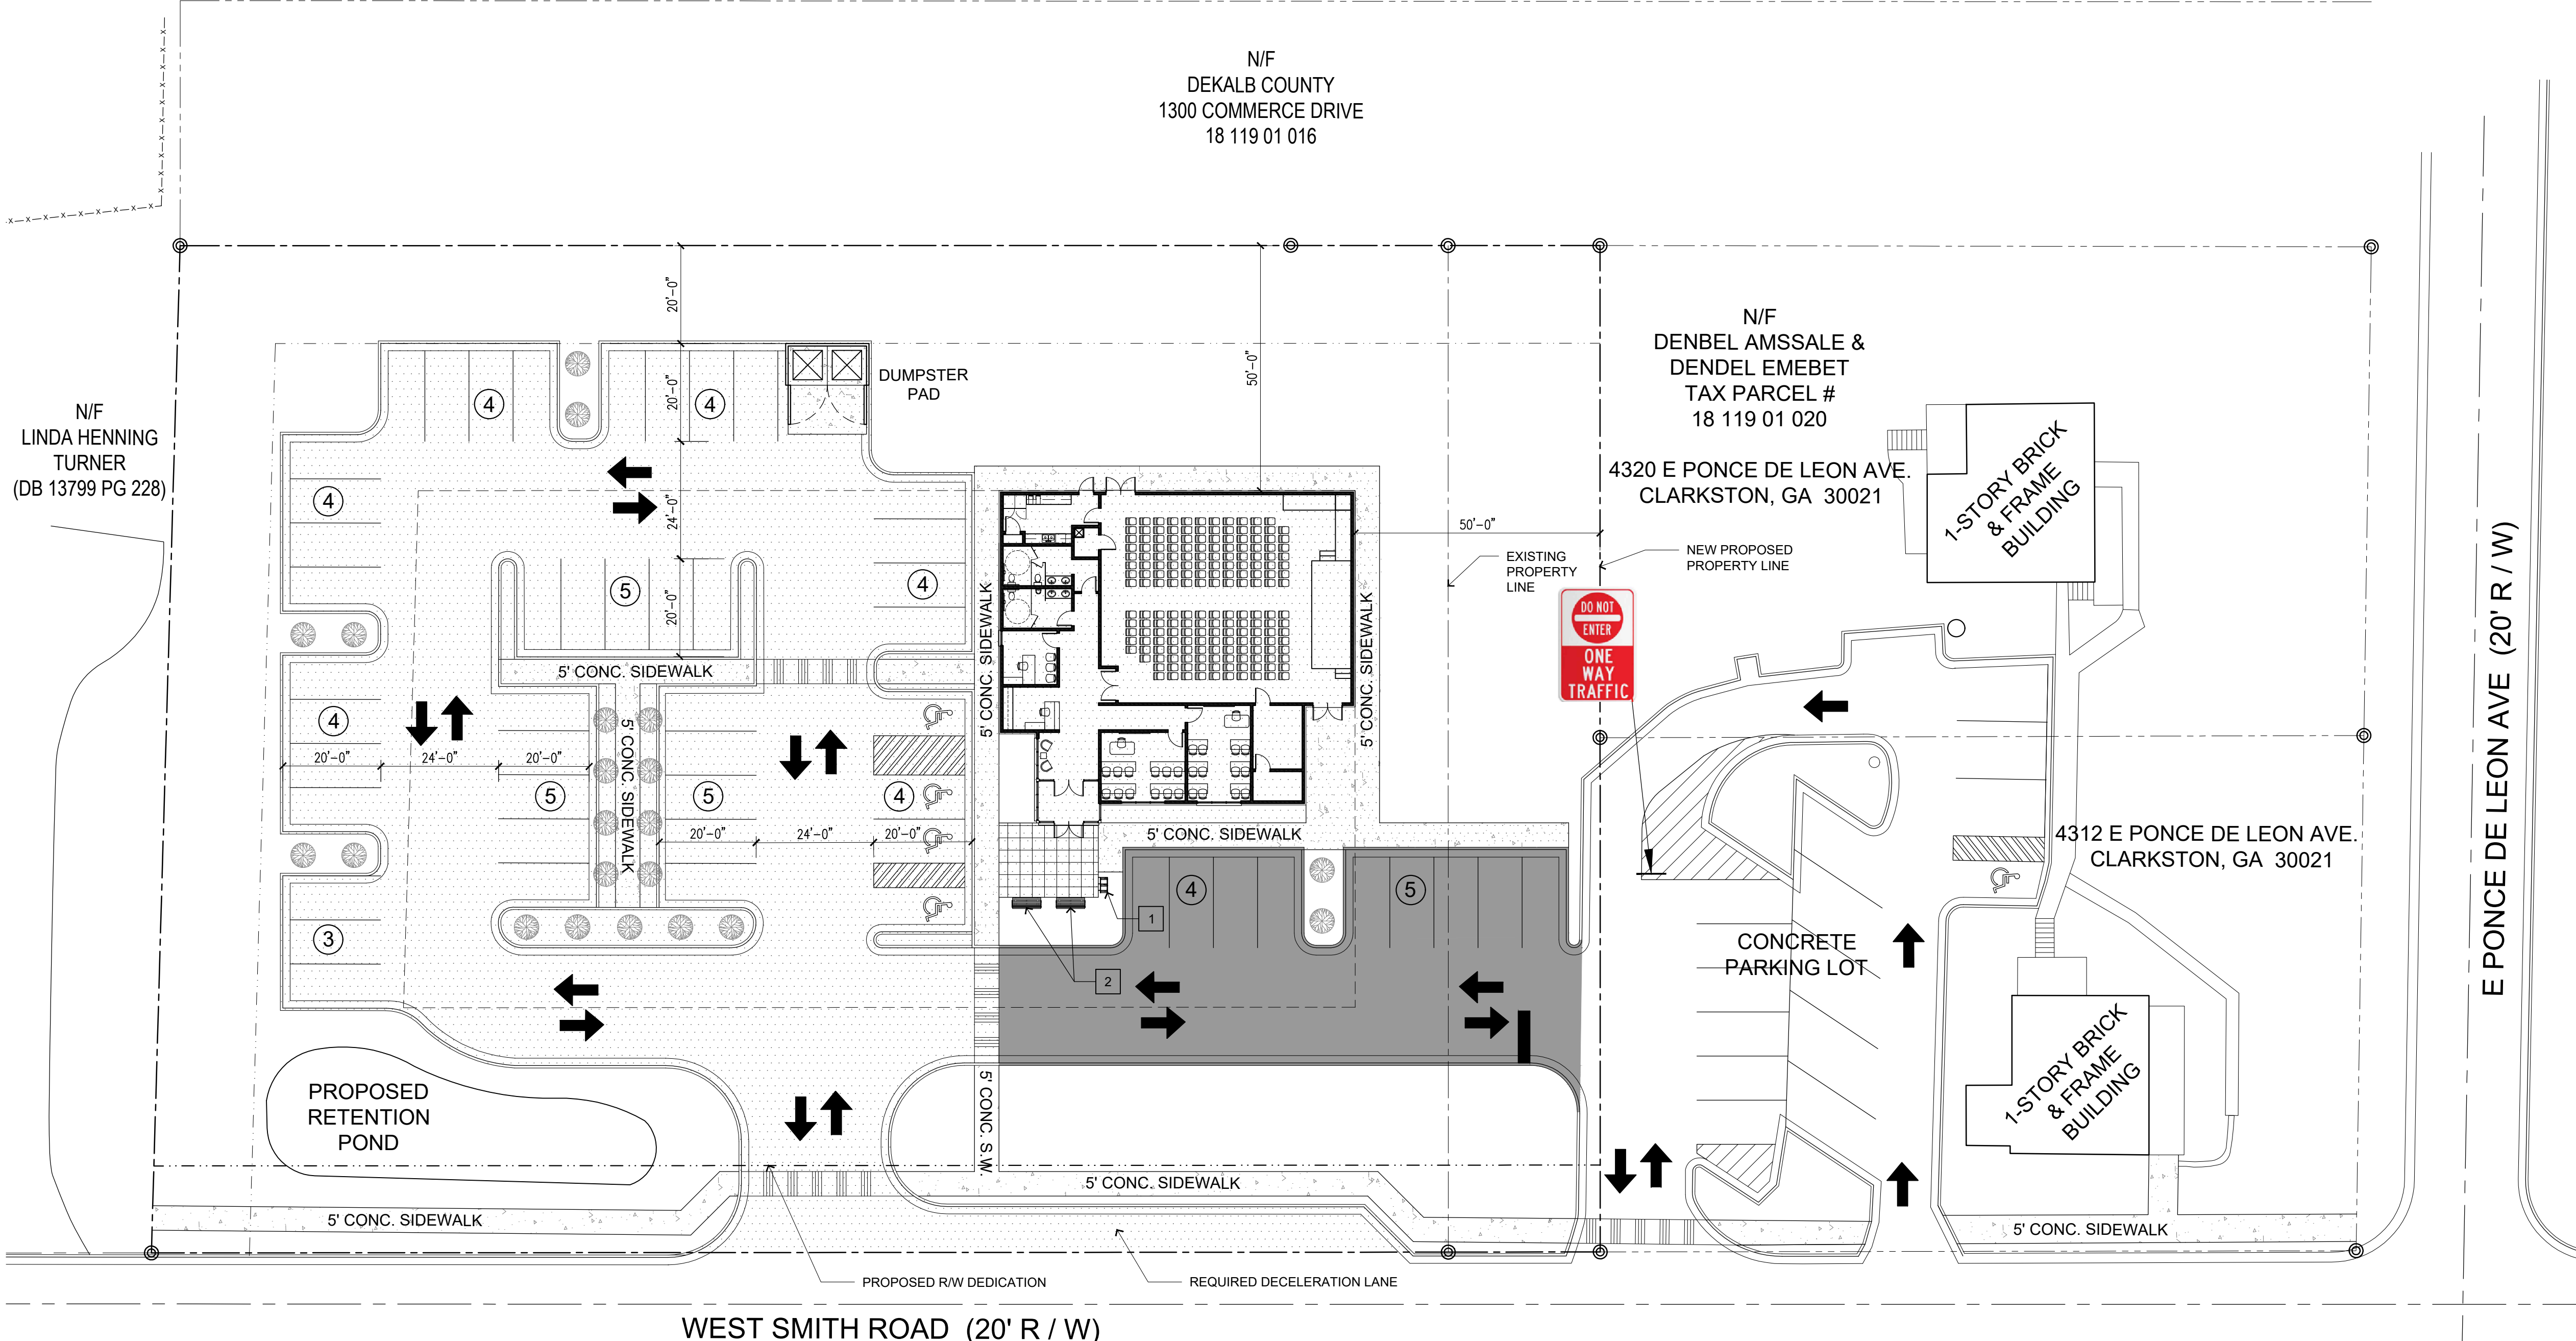 N/F
DEKALB COUNTY
1300 COMMERCE DRIVE
18 119 01 016
20'-0"
50'-0"
N/F
DENBEL AMSSALE &
DENDEL EMEBET
TAX PARCEL #
18 119 01 020
4320 E PONCE DE LEON AVE.
CLARKSTON, GA 30021
1-STORY BRICK
& FRAME
BUILDING
N/F
LINDA HENNING
TURNER
(DB 13799 PG 228)
4
4
20'-0"
DUMPSTER
PAD
4
24'-0"
5
20'-0"
4
5' CONC. SIDEWALK
5' CONC. SIDEWALK
5' CONC. SIDEWALK
50'-0"
EXISTING
PROPERTY
LINE
NEW PROPOSED
PROPERTY LINE
DO NOT
ENTER
ONE
WAY
TRAFFIC
4
20'-0"
24'-0"
20'-0"
5
5' CONC. SIDEWALK
5
4
20'-0"
24'-0"
20'-0"
5' CONC. SIDEWALK
4
5
1
2
3
CONCRETE
PARKING LOT
4312 E PONCE DE LEON AVE.
CLARKSTON, GA 30021
1-STORY BRICK
& FRAME
BUILDING
E PONCE DE LEON AVE (20' R / W)
PROPOSED
RETENTION
POND
5' CONC. S.W.
5' CONC. SIDEWALK
5' CONC. SIDEWALK
5' CONC. SIDEWALK
PROPOSED R/W DEDICATION
REQUIRED DECELERATION LANE
WEST SMITH ROAD (20' R / W)